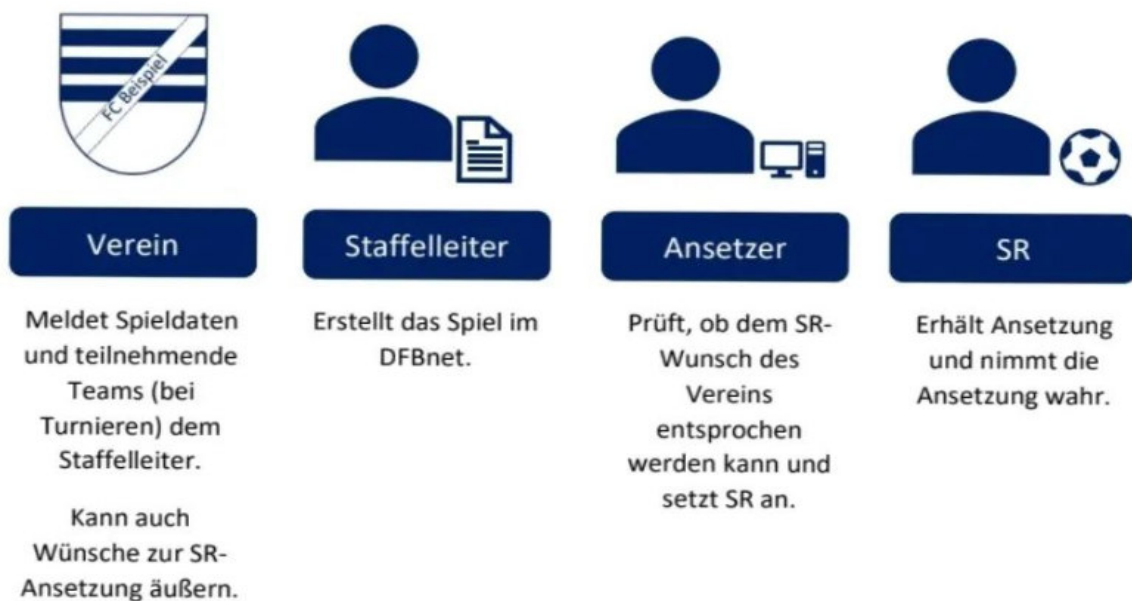 FC Beispiel
Verein
Meldet Spieldaten
und teilnehmende
Teams (bei
Turnieren) dem
Staffelleiter.
Kann auch
Wünsche zur SR-
Ansetzung äußern.
Staffelleiter
Erstellt das Spiel im
DFBnet.
Ansetzer
Prüft, ob dem SR-
Wunsch des
Vereins
entsprochen
werden kann und
setzt SR an.
SR
Erhält Ansetzung
und nimmt die
Ansetzung wahr.